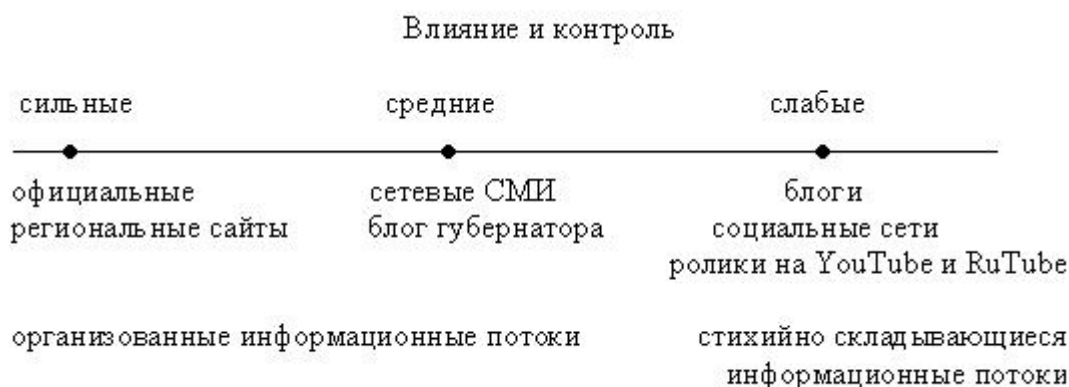 Влияние и контроль
сильные средние слабые
официальные сетевые СМИ блоги
региональные сайты блог губернатора социальные сети
ролики на YouTube и RuTube
организованные информационные потоки стихийно складывающиеся
информационные потоки